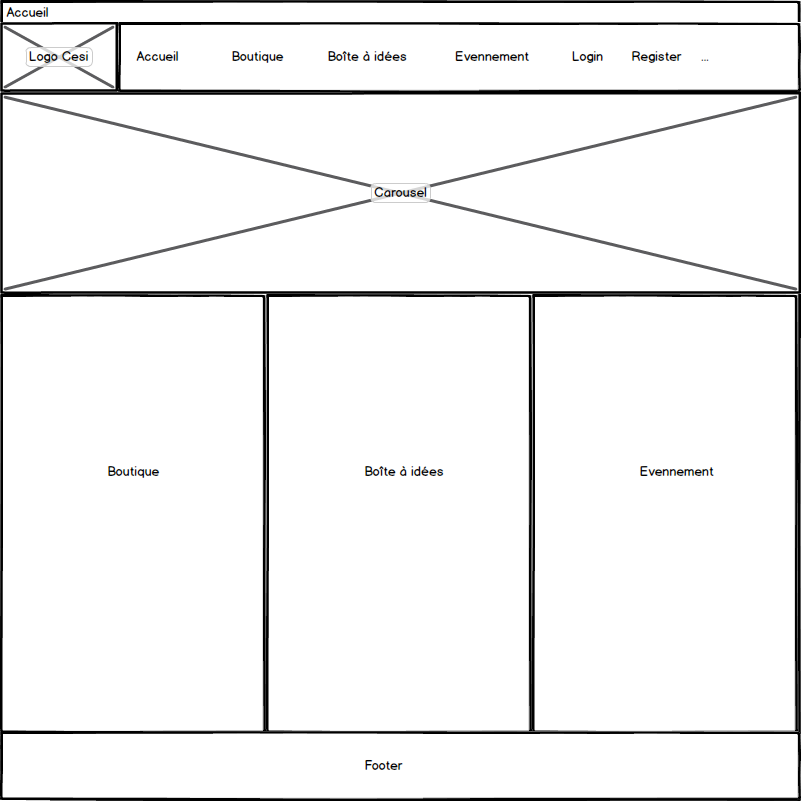 Accueil
Logo Cesi
Accueil Boutique Boîte à idées Evennement Login Register ...
Carousel
Boutique Boîte à idées Evennement
Footer